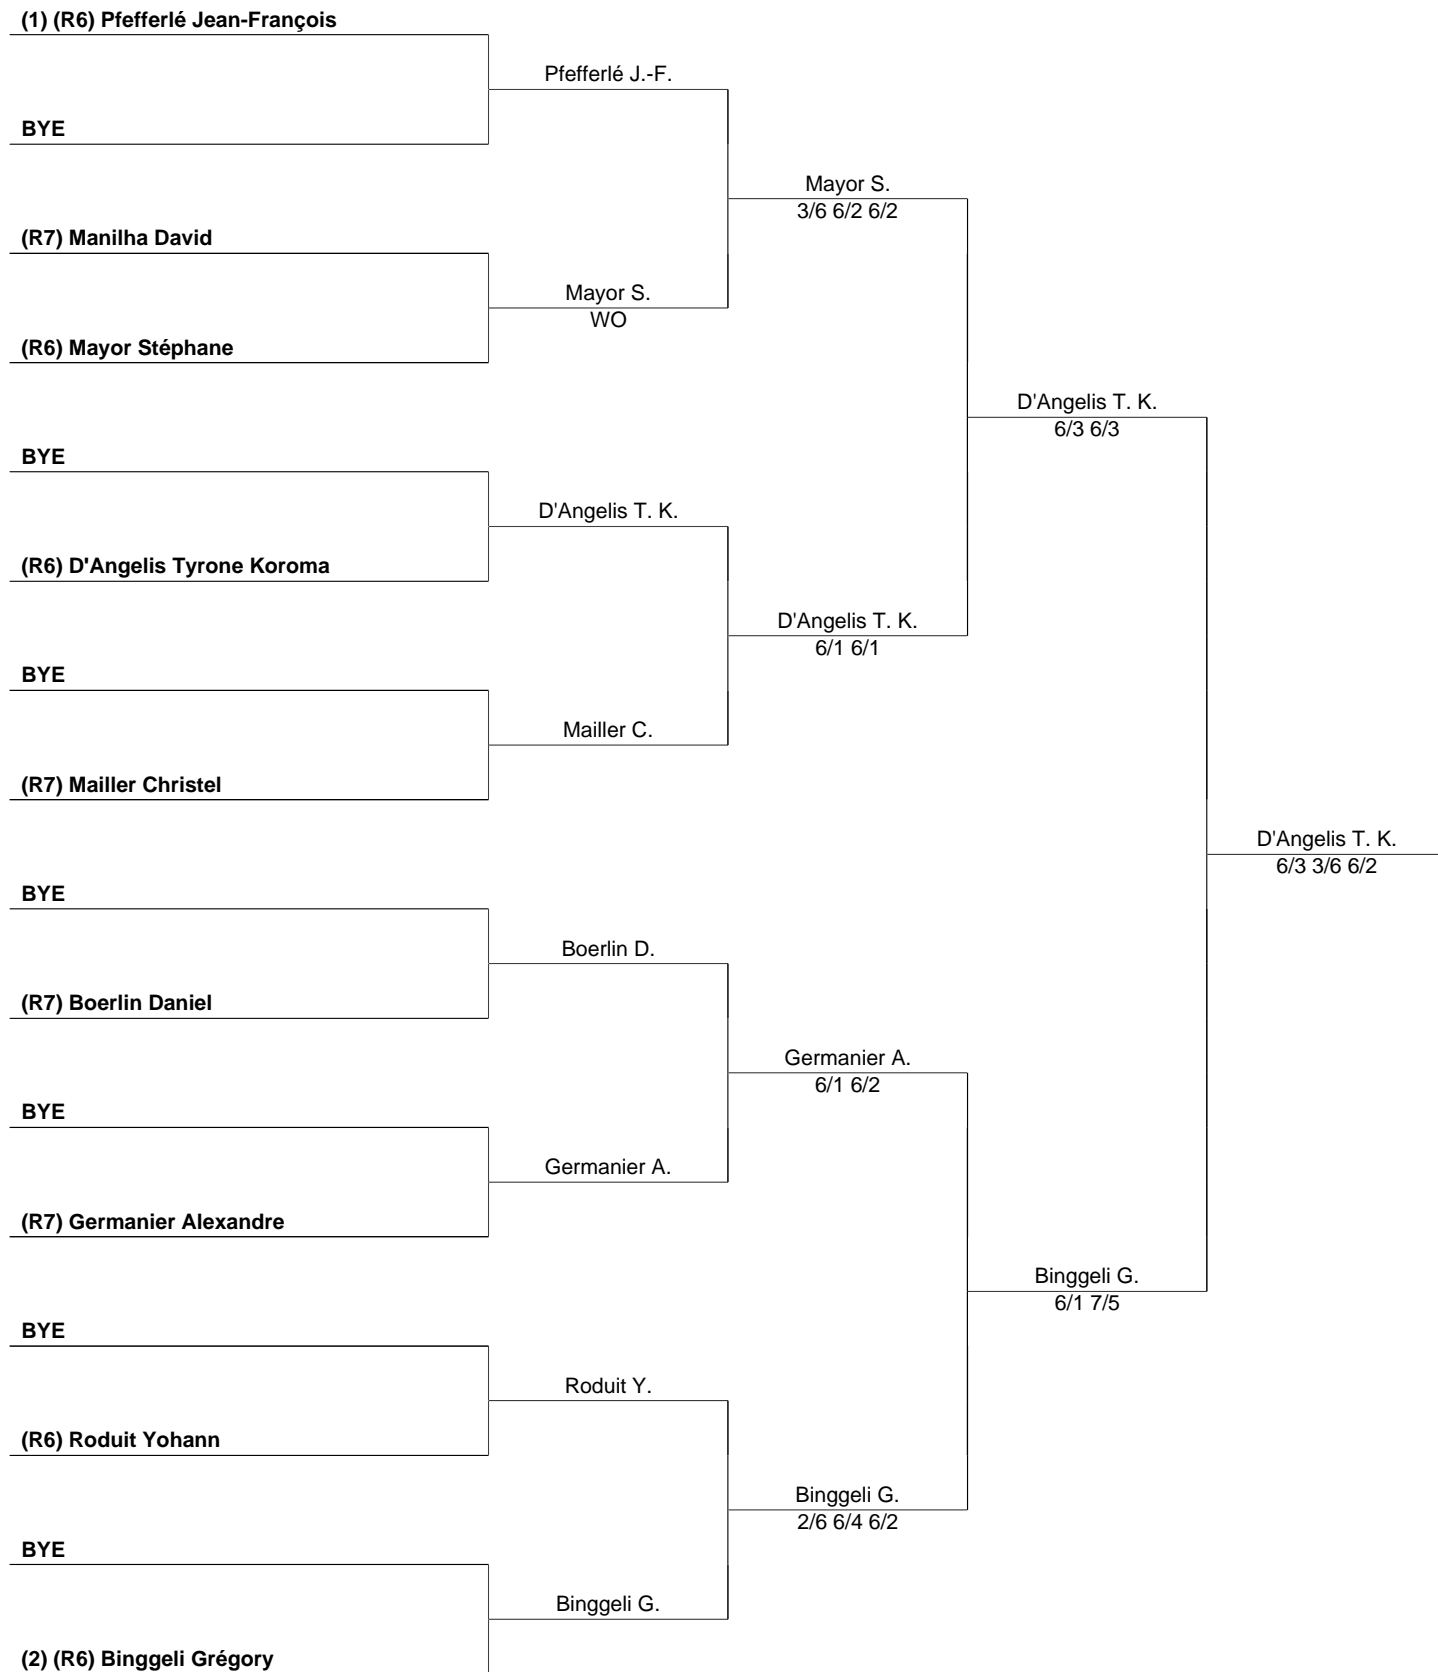 (1) (R6) Pfefferlé Jean-François
Pfefferlé J.-F.
BYE
Mayor S.
3/6 6/2 6/2
(R7) Manilha David
Mayor S.
WO
(R6) Mayor Stéphane
D'Angelis T. K.
6/3 6/3
BYE
D'Angelis T. K.
(R6) D'Angelis Tyrone Koroma
D'Angelis T. K.
6/1 6/1
BYE
Mailler C.
(R7) Mailler Christel
D'Angelis T. K.
6/3 3/6 6/2
BYE
Boerlin D.
(R7) Boerlin Daniel
Germanier A.
6/1 6/2
BYE
Germanier A.
(R7) Germanier Alexandre
Binggeli G.
6/1 7/5
BYE
Roduit Y.
(R6) Roduit Yohann
Binggeli G.
2/6 6/4 6/2
BYE
Binggeli G.
(2) (R6) Binggeli Grégory